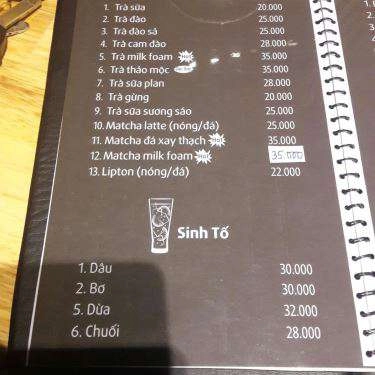 1. Trà sữa 20.000
2. Trà đào 25.000
3. Trà đào sả 25.000
4. Trà cam đào 28.000
5. Trà milk foam 35.000
6. Trà thảo mộc 35.000
7. Trà sữa plan 28.000
8. Trà gừng 20.000
9. Trà sữa sương sáo 25.000
10. Matcha latte (nóng/đá) 25.000
11. Matcha đá xay thạch 35.000
12. Matcha milk foam 35.000
13. Lipton (nóng/đá) 22.000
Sinh Tố
1. Dâu 30.000
2. Bơ 30.000
5. Dừa 32.000
6. Chuối 28.000